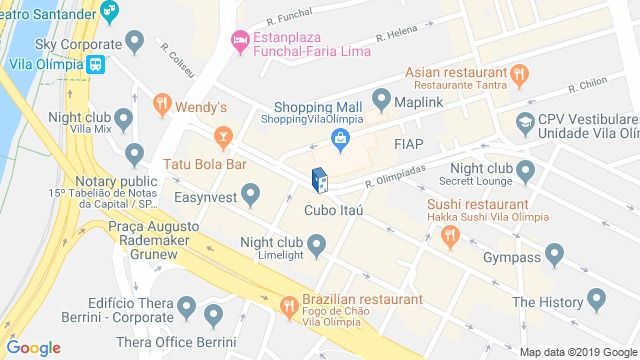 eatro Santander
R. Funchal
R. Helena
Sky Corporate
Estanplaza
Funchal-Faria Lima
R. Coliseu
Vila Olímpia
Asian restaurant
Restaurante Tantra
R. Chilon
Wendy's
Shopping Mall
ShoppingVilaOlímpia
Maplink
Night club
Villa Mix
CPV Vestibulares
Unidade Vila Olí
FIAP
Tatu Bola Bar
Night club
Secrett Lounge
R. Olimpíadas
Notary public
15º Tabelião de Notas
da Capital / SP...
Easynvest
Cubo Itaú
Sushi restaurant
Hakka Sushi Vila Olímpia
Praça Augusto
Rademaker
Grunew
Night club
Limelight
Gympass
Edifício Thera
Berrini - Corporate
Brazilian restaurant
Fogo de Chão
Vila Olímpia
The History
Thera Office Berrini
Google
Map data ©2019 Google